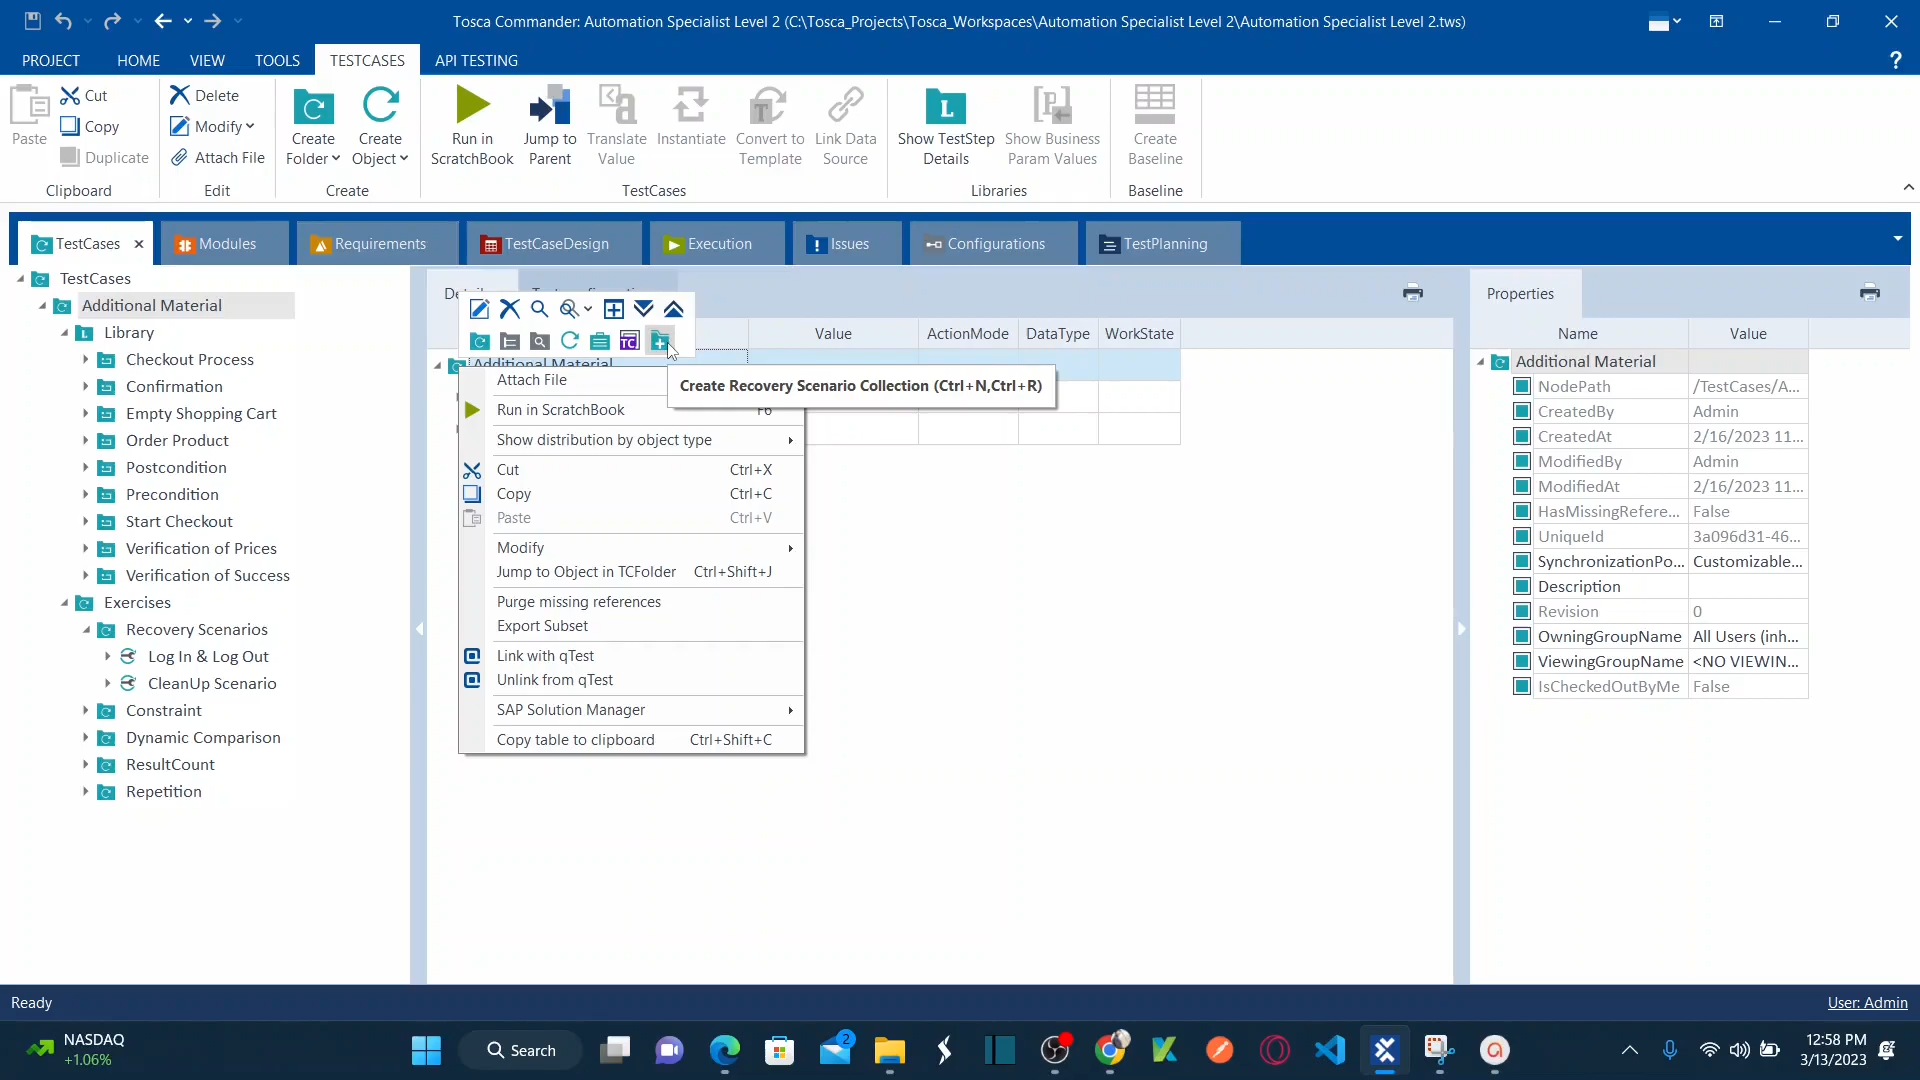 Tosca Commander: Automation Specialist Level 2 (C:\Tosca_Projects\Tosca_Workspaces\Automation Specialist Level 2\Automation Specialist Level 2.tws)
PROJECT HOME VIEW TOOLS TESTCASES API TESTING ?
Paste
Cut
Copy
Duplicate
Clipboard
Delete
Modify
Attach File
Edit
Create Folder
Create Object
Create
Run in ScratchBook
Jump to Parent
Translate Value
Instantiate
Convert to Template
Link Data Source
TestCases
Show TestStep Details
Show Business Param Values
Libraries
Create Baseline
Baseline
TestCases Modules Requirements TestCaseDesign Execution Issues Configurations TestPlanning
TestCases
Additional Material
Library
Checkout Process
Confirmation
Empty Shopping Cart
Order Product
Postcondition
Precondition
Start Checkout
Verification of Prices
Verification of Success
Exercises
Recovery Scenarios
Log In & Log Out
CleanUp Scenario
Constraint
Dynamic Comparison
ResultCount
Repetition
Value ActionMode DataType WorkState
TC
Additional Material
Create Recovery Scenario Collection (Ctrl+N,Ctrl+R)
Attach File
Run in ScratchBook F6
Show distribution by object type
Cut Ctrl+X
Copy Ctrl+C
Paste Ctrl+V
Modify
Jump to Object in TCFolder Ctrl+Shift+J
Purge missing references
Export Subset
Link with qTest
Unlink from qTest
SAP Solution Manager
Copy table to clipboard Ctrl+Shift+C
Properties
Name Value
Additional Material
NodePath /TestCases/A...
CreatedBy Admin
CreatedAt 2/16/2023 11...
ModifiedBy Admin
ModifiedAt 2/16/2023 11...
HasMissingRefere... False
UniqueId 3a096d31-46...
SynchronizationPo... Customizable...
Description
Revision 0
OwningGroupName All Users (inh...
ViewingGroupName <NO VIEWIN...
IsCheckedOutByMe False
Ready User: Admin
NASDAQ
+1.06%
Search
2
12:58 PM
3/13/2023